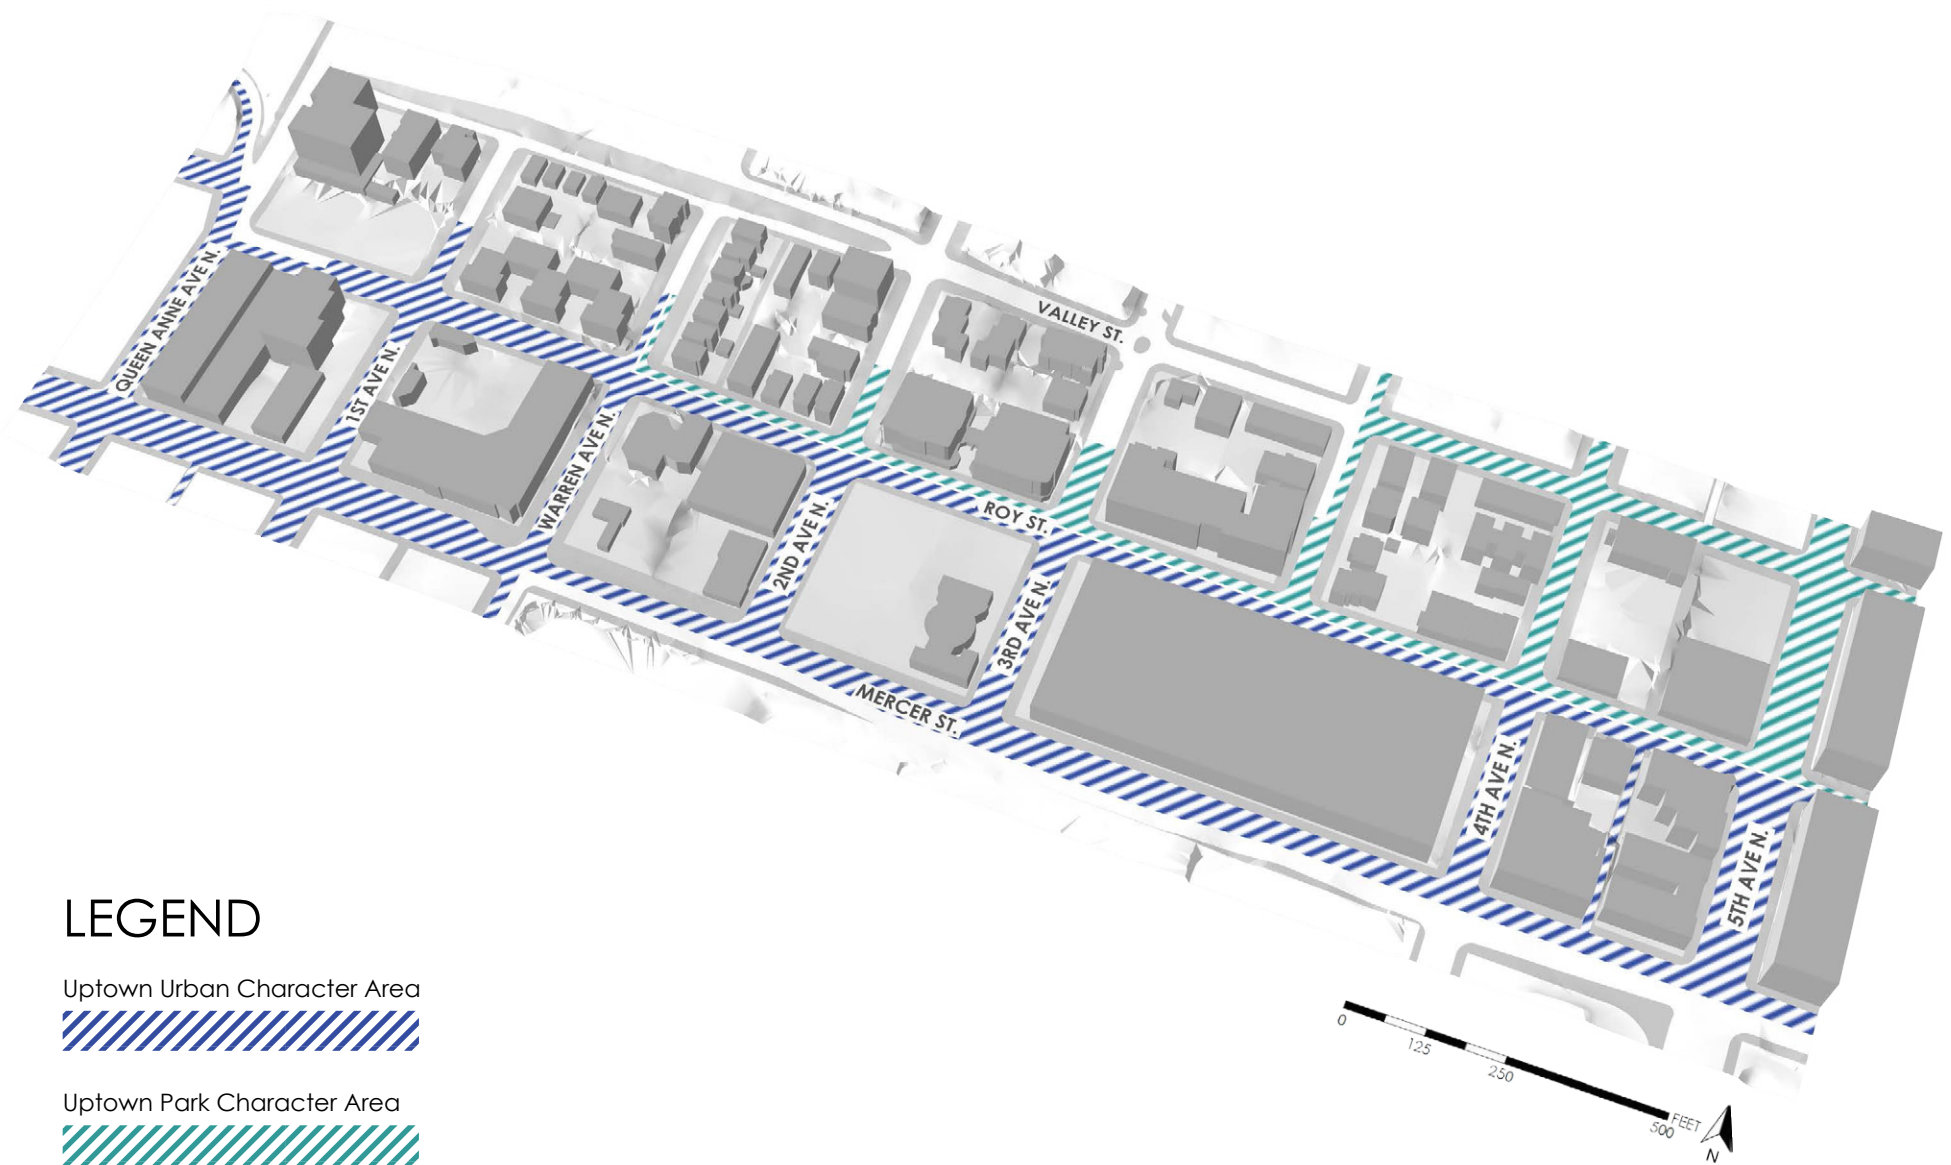 VALLEY ST.
QUEEN ANNE AVE N.
1ST AVE N.
WARREN AVE N.
2ND AVE N.
ROY ST.
3RD AVE N.
MERCER ST.
4TH AVE N.
5TH AVE N.
LEGEND
Uptown Urban Character Area
Uptown Park Character Area
0
125
250
500
FEET
N